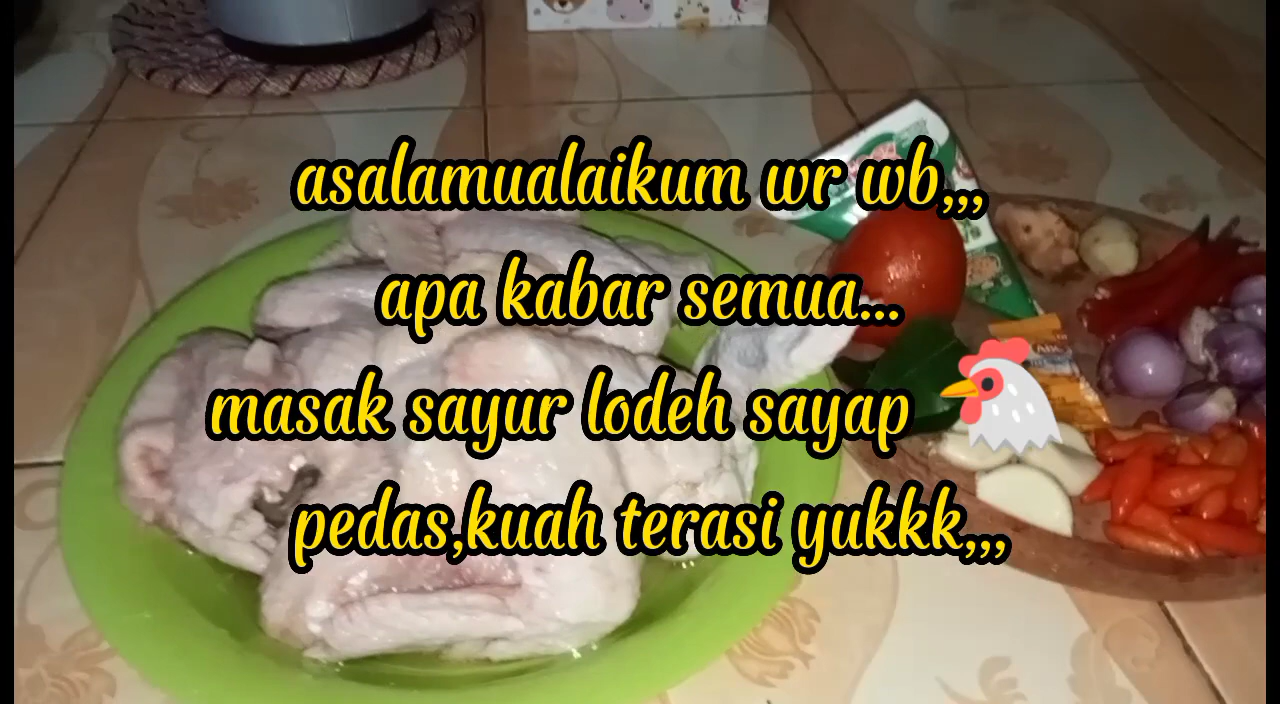 asalamualaikum wr wb,,,
apa kabar semua...
masak sayur lodeh sayap 🐔
pedas,kuah terasi yukkk,,,